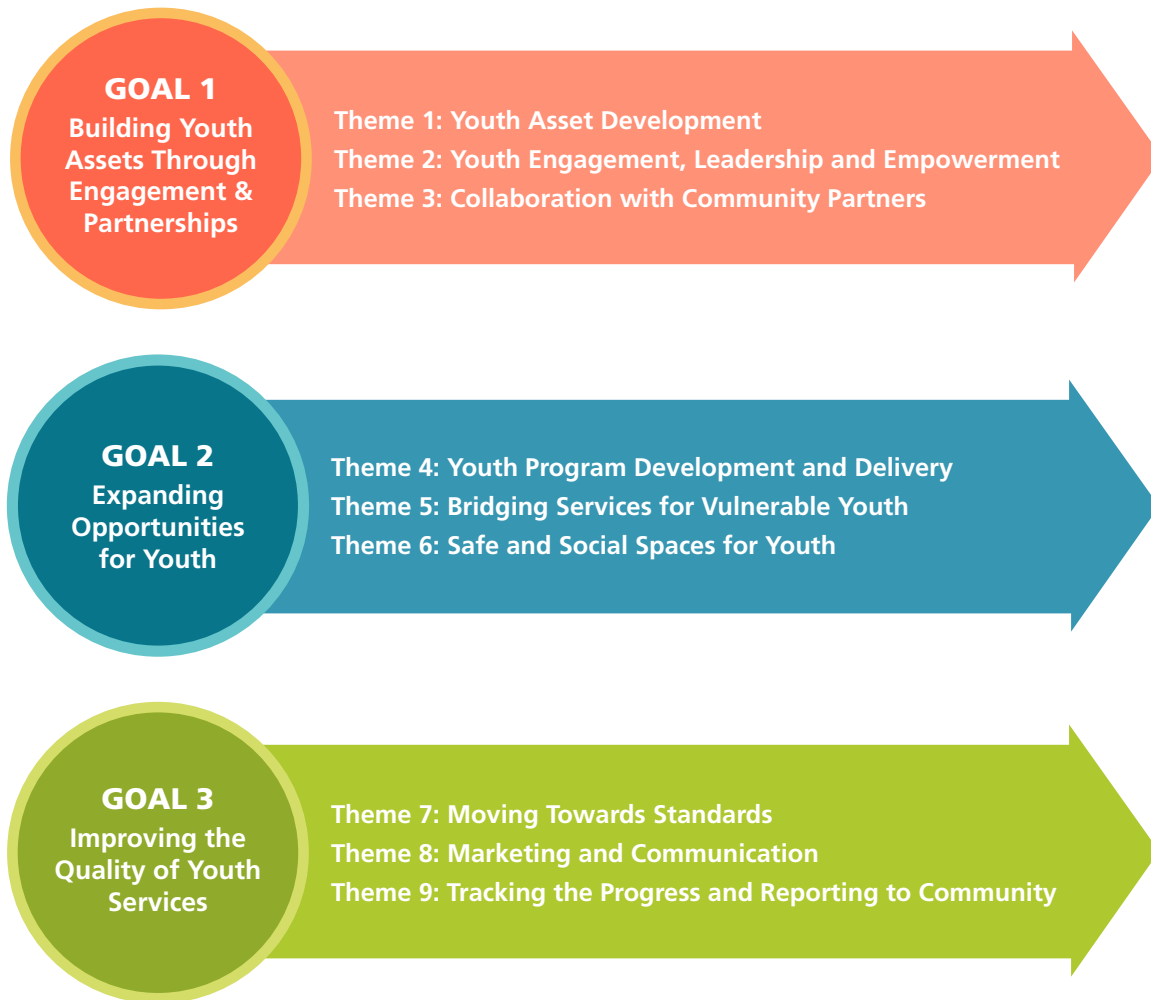 GOAL 1
Building Youth
Assets Through
Engagement &
Partnerships
Theme 1: Youth Asset Development
Theme 2: Youth Engagement, Leadership and Empowerment
Theme 3: Collaboration with Community Partners
GOAL 2
Expanding
Opportunities
for Youth
Theme 4: Youth Program Development and Delivery
Theme 5: Bridging Services for Vulnerable Youth
Theme 6: Safe and Social Spaces for Youth
GOAL 3
Improving the
Quality of Youth
Services
Theme 7: Moving Towards Standards
Theme 8: Marketing and Communication
Theme 9: Tracking the Progress and Reporting to Community